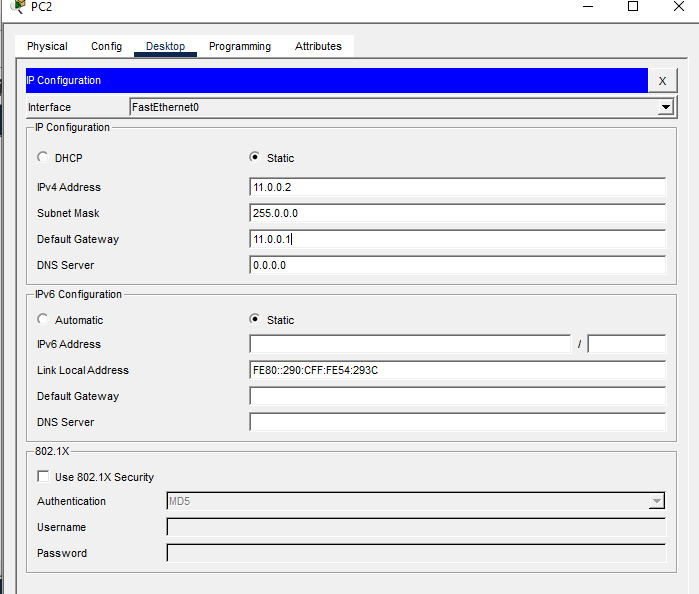 PC2
Physical Config Desktop Programming Attributes
IP Configuration X
Interface FastEthernet0
IP Configuration
DHCP Static
IPv4 Address 11.0.0.2
Subnet Mask 255.0.0.0
Default Gateway 11.0.0.1
DNS Server 0.0.0.0
IPv6 Configuration
Automatic Static
IPv6 Address /
Link Local Address FE80::290:CFF:FE54:293C
Default Gateway
DNS Server
802.1X
Use 802.1X Security
Authentication MD5
Username
Password